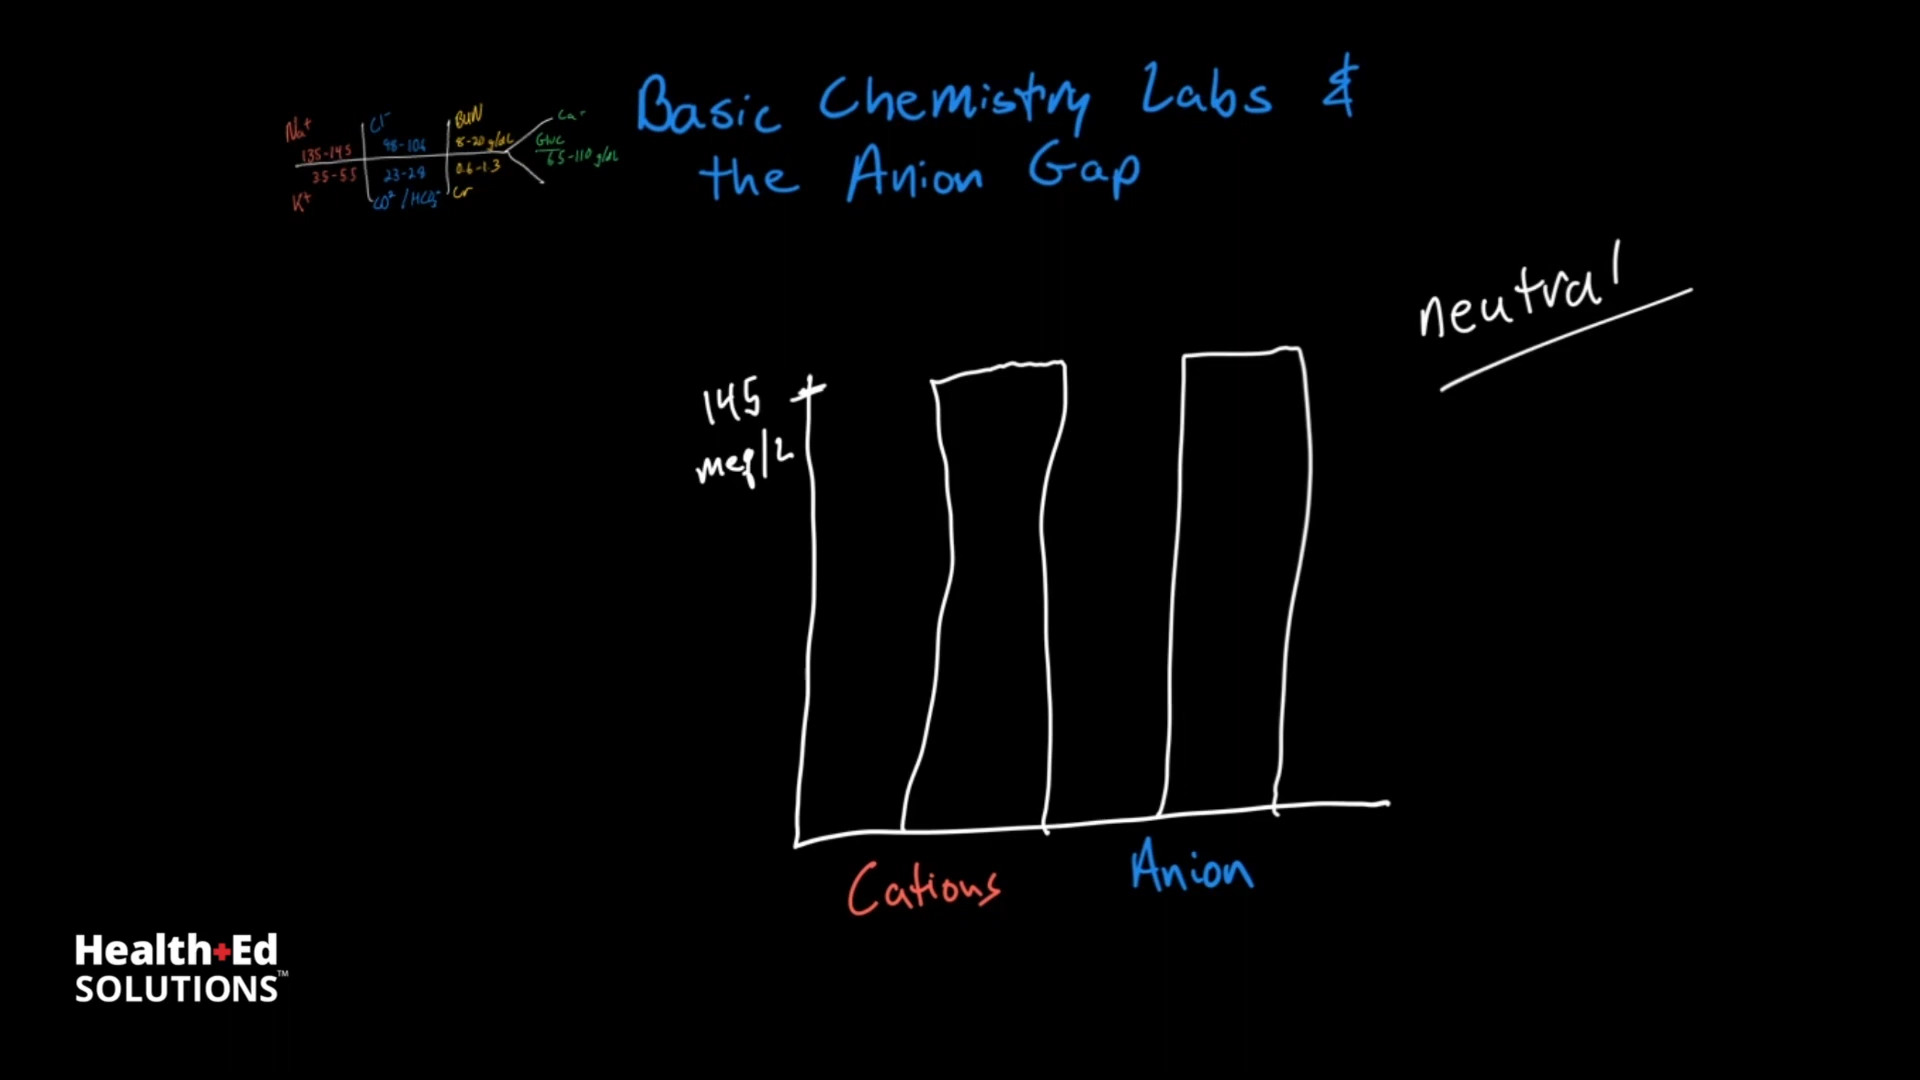 Basic Chemistry Labs &
the Anion Gap
Na+
135-145
3.5-5.5
K+
Cl-
98-106
23-28
CO2 / HCO3-
BUN
8-20 g/dL
0.6-1.3
Cr
Ca-
Gluc
65-110 g/dL
neutral
145
meq/L
Cations
Anion
Health+Ed
SOLUTIONS™